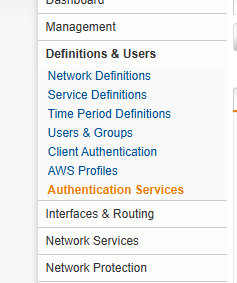 Dashboard
Management
Definitions & Users
Network Definitions
Service Definitions
Time Period Definitions
Users & Groups
Client Authentication
AWS Profiles
Authentication Services
Interfaces & Routing
Network Services
Network Protection